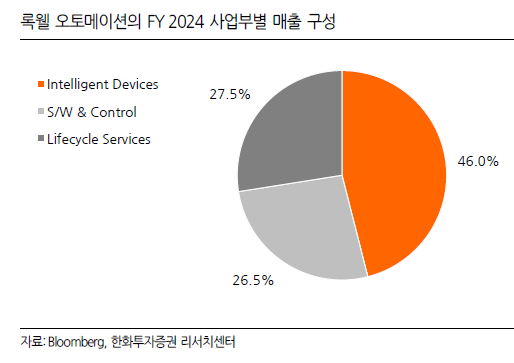 록웰 오토메이션의 FY 2024 사업부별 매출 구성
Intelligent Devices
S/W & Control
Lifecycle Services
27.5%
46.0%
26.5%
자료: Bloomberg, 한화투자증권 리서치센터